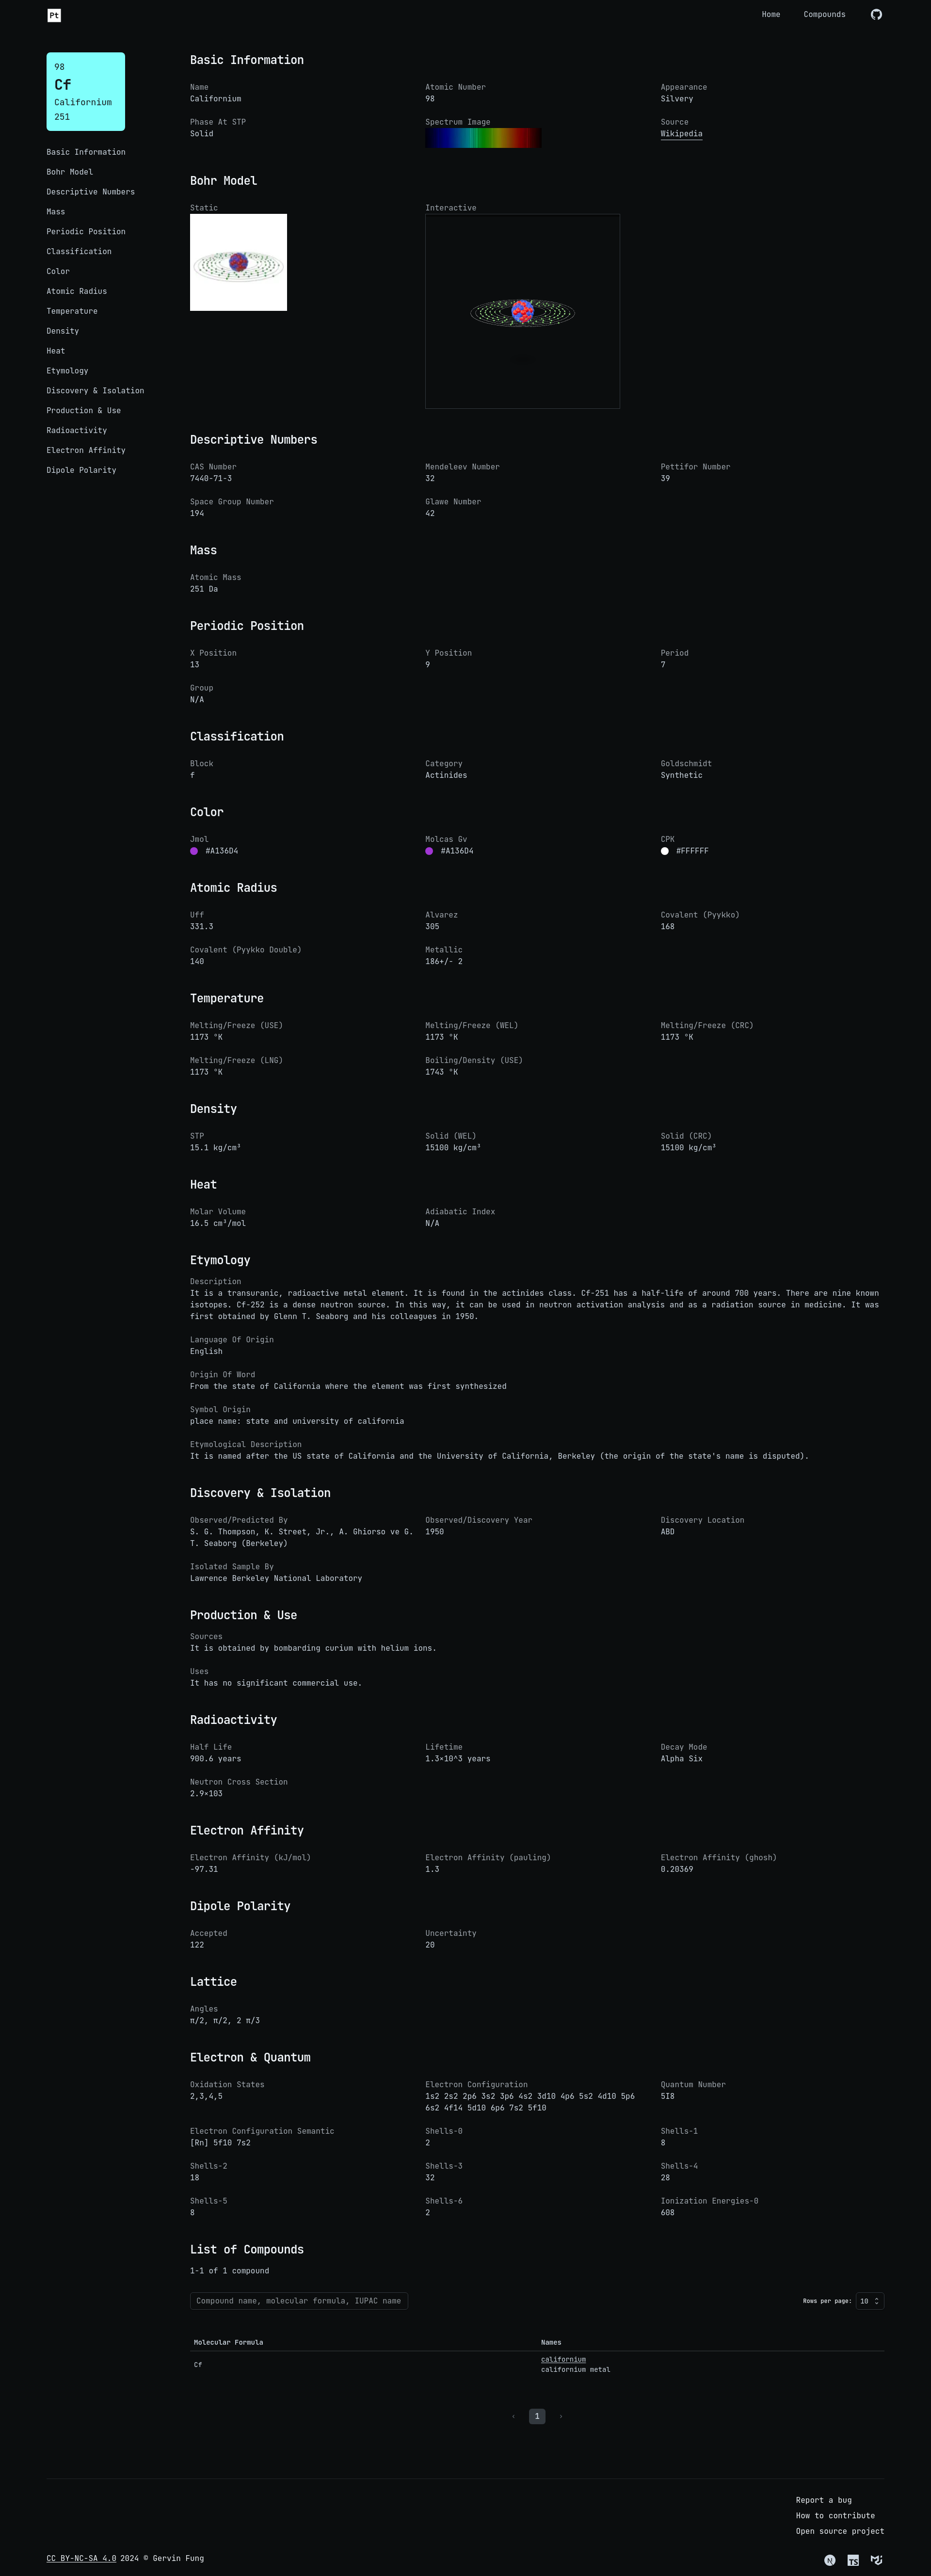 Pt
Home
Compounds
98
Cf
Californium
251
Basic Information
Bohr Model
Descriptive Numbers
Mass
Periodic Position
Classification
Color
Atomic Radius
Temperature
Density
Heat
Etymology
Discovery & Isolation
Production & Use
Radioactivity
Electron Affinity
Dipole Polarity
Basic Information
Name
Californium
Atomic Number
98
Appearance
Silvery
Phase At STP
Solid
Spectrum Image
Source
Wikipedia
Bohr Model
Static
Interactive
Descriptive Numbers
CAS Number
7440-71-3
Mendeleev Number
32
Pettifor Number
39
Space Group Number
194
Glawe Number
42
Mass
Atomic Mass
251 Da
Periodic Position
X Position
13
Y Position
9
Period
7
Group
N/A
Classification
Block
f
Category
Actinides
Goldschmidt
Synthetic
Color
Jmol
#A136D4
Molcas Gv
#A136D4
CPK
#FFFFFF
Atomic Radius
Uff
331.3
Alvarez
305
Covalent (Pyykko)
168
Covalent (Pyykko Double)
140
Metallic
186+/- 2
Temperature
Melting/Freeze (USE)
1173 °K
Melting/Freeze (WEL)
1173 °K
Melting/Freeze (CRC)
1173 °K
Melting/Freeze (LNG)
1173 °K
Boiling/Density (USE)
1743 °K
Density
STP
15.1 kg/cm³
Solid (WEL)
15100 kg/cm³
Solid (CRC)
15100 kg/cm³
Heat
Molar Volume
16.5 cm³/mol
Adiabatic Index
N/A
Etymology
Description
It is a transuranic, radioactive metal element. It is found in the actinides class. Cf-251 has a half-life of around 700 years. There are nine known
isotopes. Cf-252 is a dense neutron source. In this way, it can be used in neutron activation analysis and as a radiation source in medicine. It was
first obtained by Glenn T. Seaborg and his colleagues in 1950.
Language Of Origin
English
Origin Of Word
From the state of California where the element was first synthesized
Symbol Origin
place name: state and university of california
Etymological Description
It is named after the US state of California and the University of California, Berkeley (the origin of the state's name is disputed).
Discovery & Isolation
Observed/Predicted By
S. G. Thompson, K. Street, Jr., A. Ghiorso ve G.
T. Seaborg (Berkeley)
Observed/Discovery Year
1950
Discovery Location
ABD
Isolated Sample By
Lawrence Berkeley National Laboratory
Production & Use
Sources
It is obtained by bombarding curium with helium ions.
Uses
It has no significant commercial use.
Radioactivity
Half Life
900.6 years
Lifetime
1.3×10^3 years
Decay Mode
Alpha Six
Neutron Cross Section
2.9×103
Electron Affinity
Electron Affinity (kJ/mol)
-97.31
Electron Affinity (pauling)
1.3
Electron Affinity (ghosh)
0.20369
Dipole Polarity
Accepted
122
Uncertainty
20
Lattice
Angles
π/2, π/2, 2 π/3
Electron & Quantum
Oxidation States
2,3,4,5
Electron Configuration
1s2 2s2 2p6 3s2 3p6 4s2 3d10 4p6 5s2 4d10 5p6
6s2 4f14 5d10 6p6 7s2 5f10
Quantum Number
5I8
Electron Configuration Semantic
[Rn] 5f10 7s2
Shells-0
2
Shells-1
8
Shells-2
18
Shells-3
32
Shells-4
28
Shells-5
8
Shells-6
2
Ionization Energies-0
608
List of Compounds
1-1 of 1 compound
Compound name, molecular formula, IUPAC name
Rows per page:
10
Molecular Formula
Names
Cf
californium
californium metal
‹
1
›
Report a bug
How to contribute
Open source project
CC BY-NC-SA 4.0 2024 © Gervin Fung
N
TS